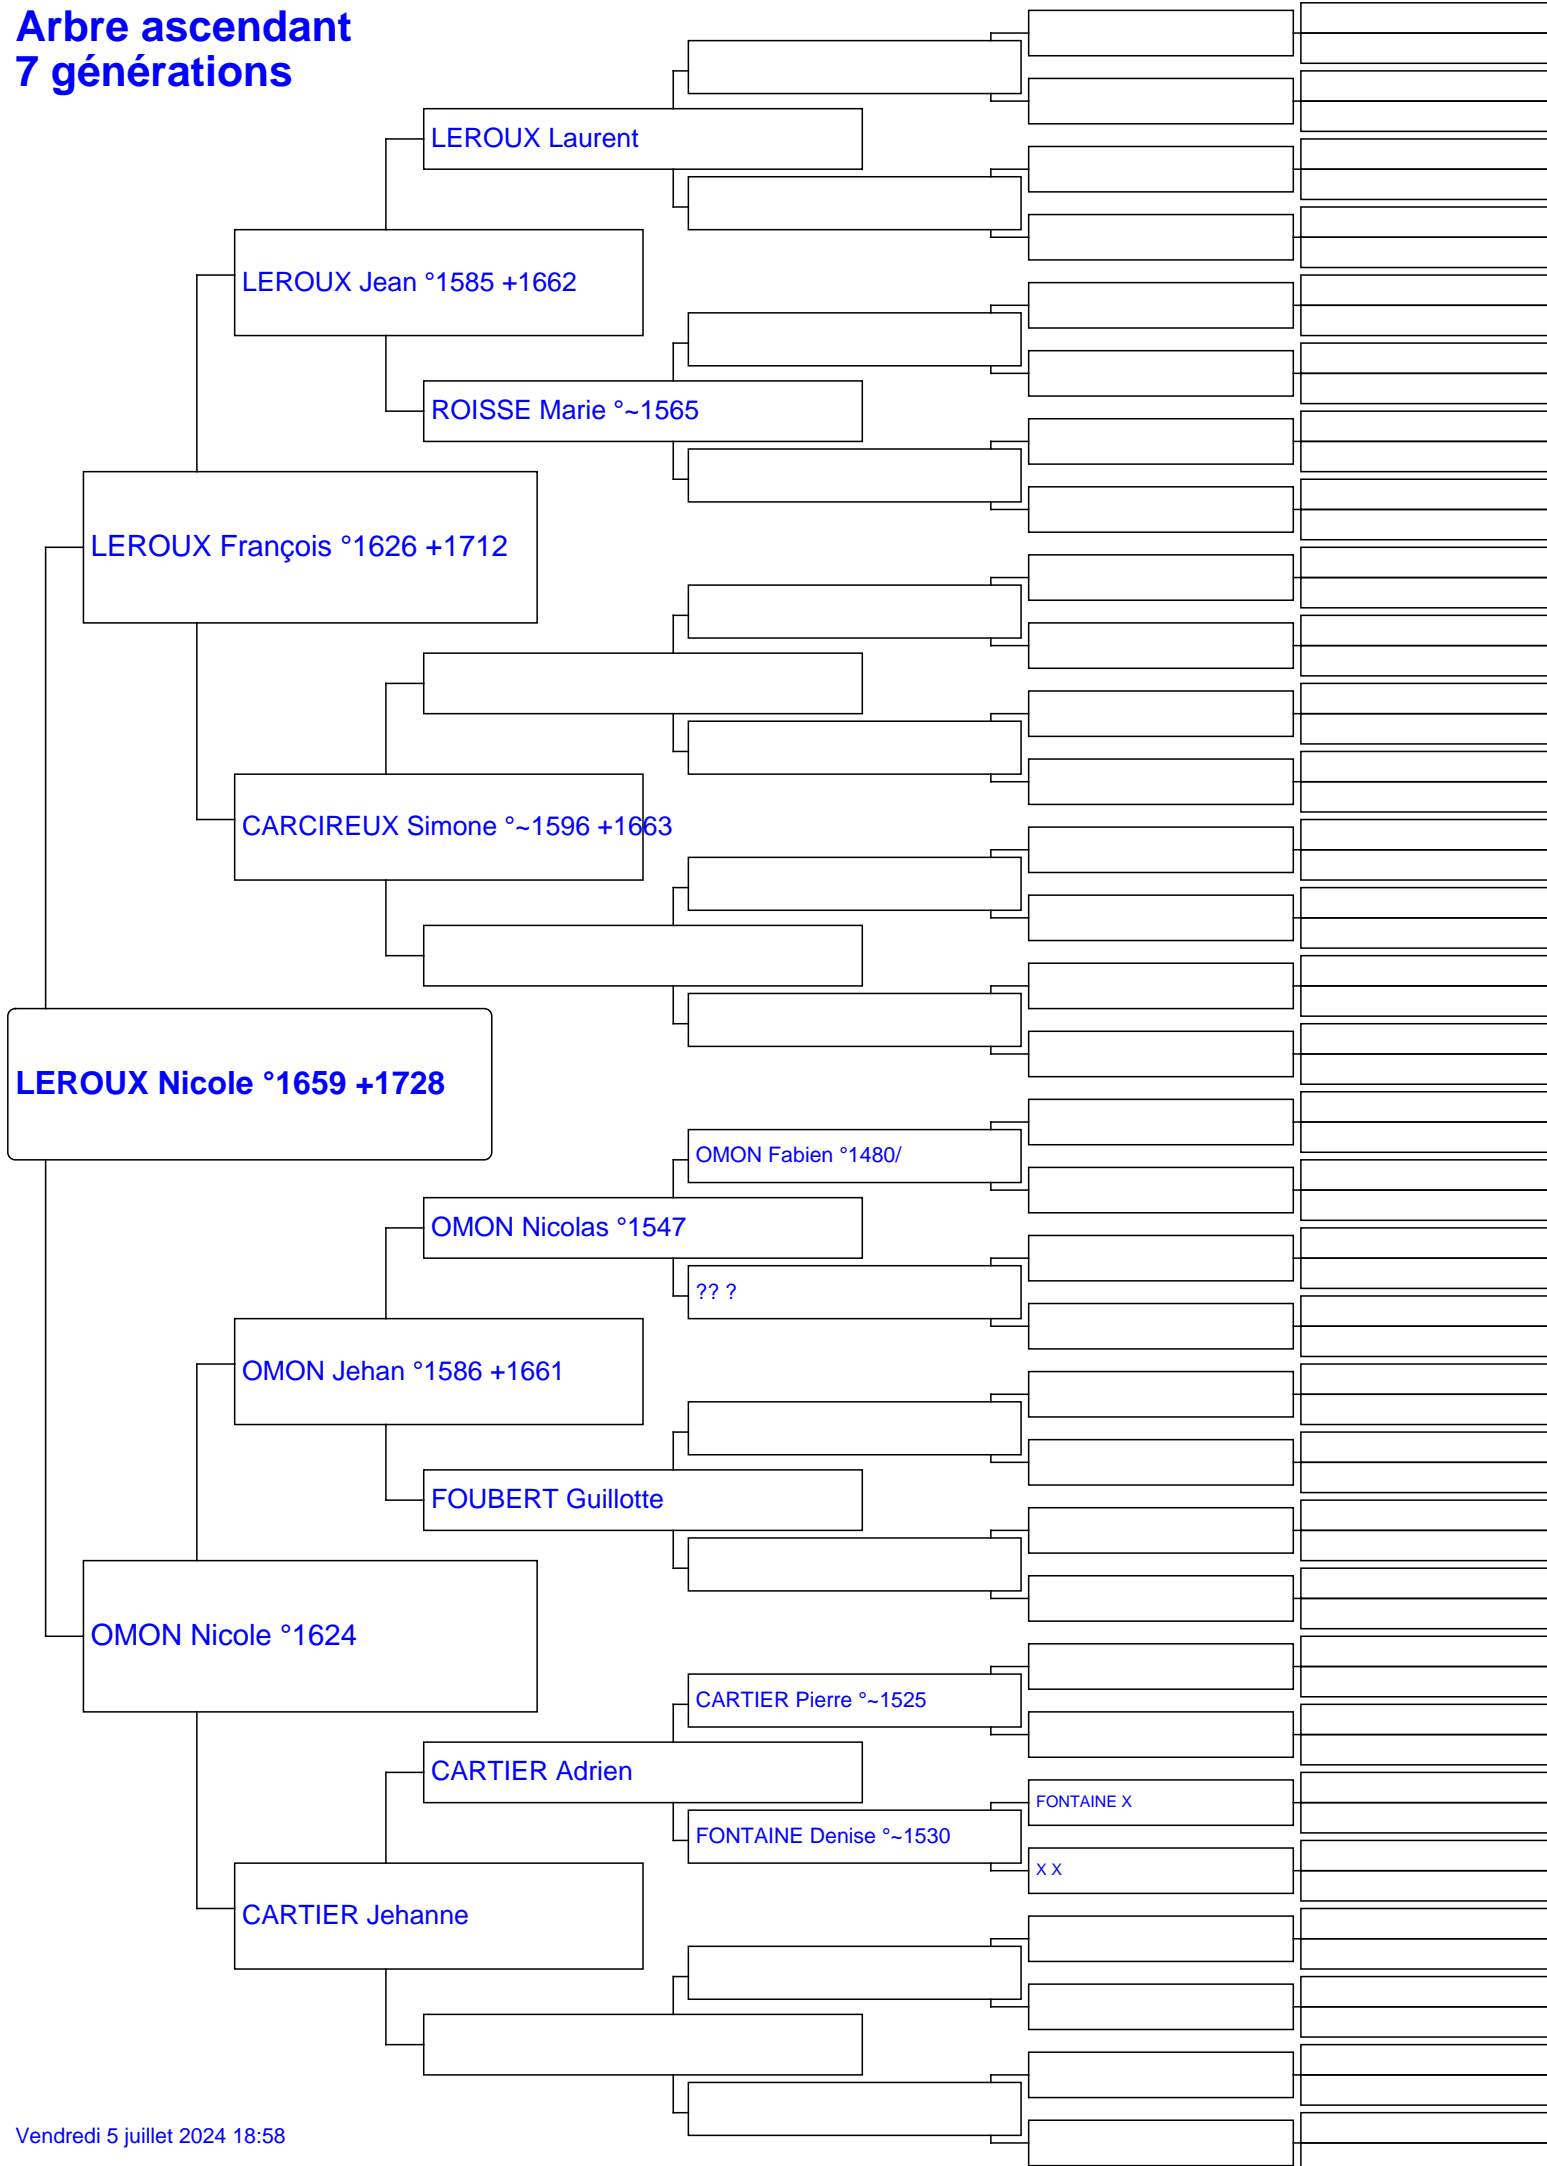 Arbre ascendant
7 générations
LEROUX Laurent
LEROUX Jean °1585 +1662
ROISSE Marie °~1565
LEROUX François °1626 +1712
CARCIREUX Simone °~1596 +1663
LEROUX Nicole °1659 +1728
OMON Fabien °1480/
OMON Nicolas °1547
?? ?
OMON Jehan °1586 +1661
FOUBERT Guillotte
OMON Nicole °1624
CARTIER Pierre °~1525
CARTIER Adrien
FONTAINE X
FONTAINE Denise °~1530
X X
CARTIER Jehanne
Vendredi 5 juillet 2024 18:58